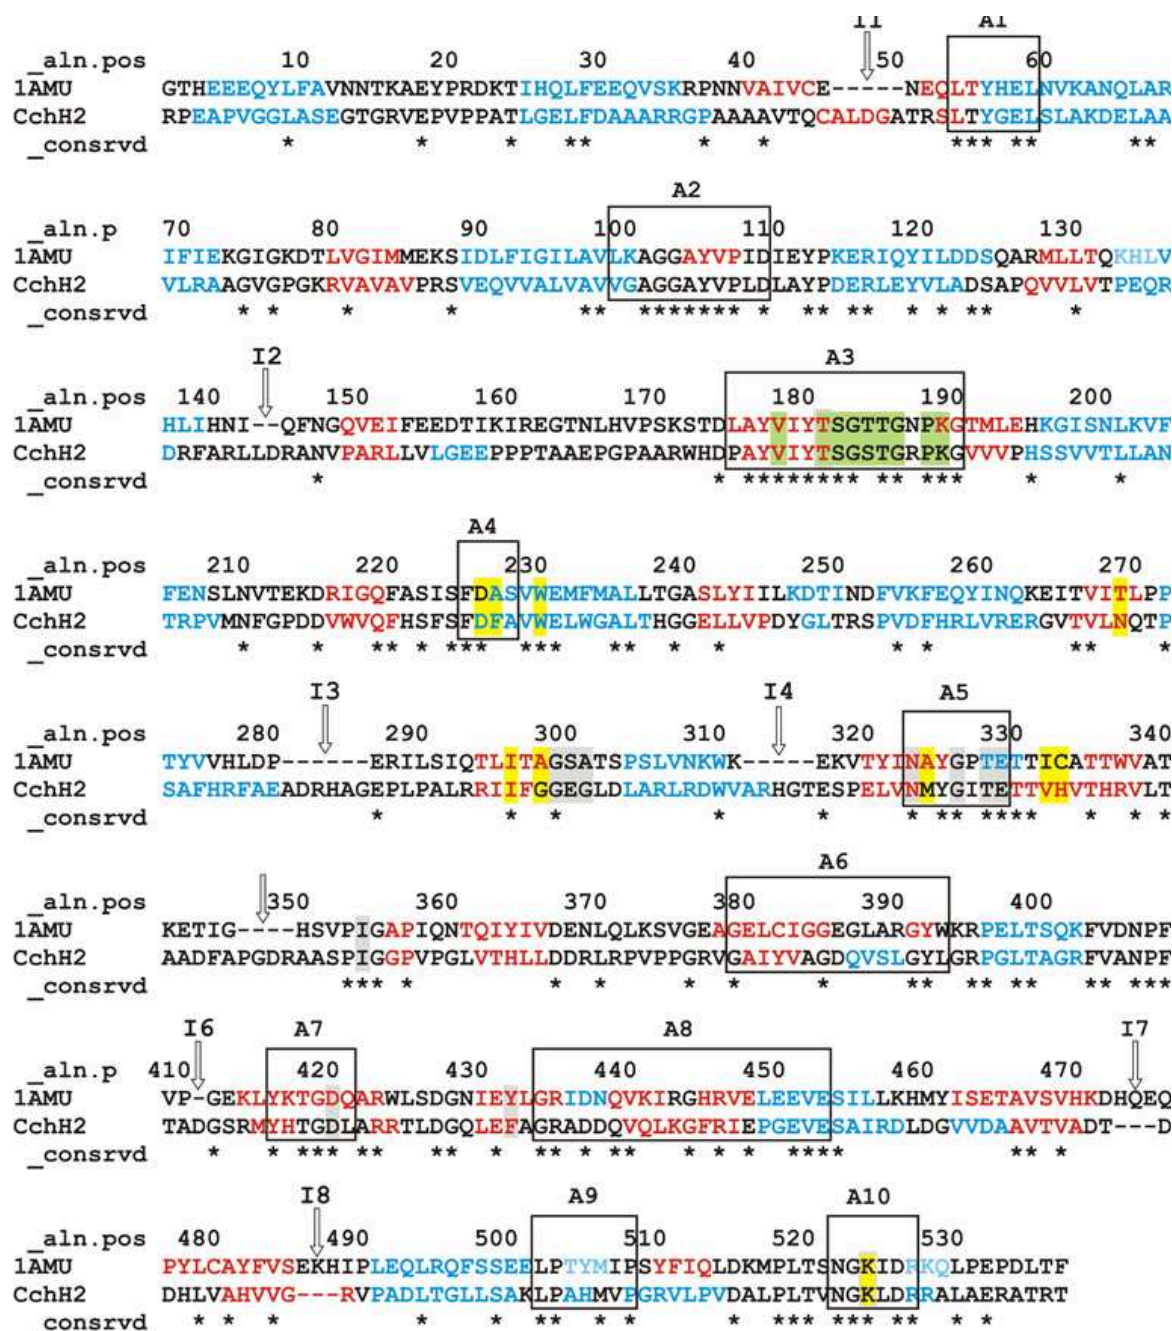 I1 A1
_aln.pos 10 20 30 40 50 60
1AMU GTHEEEQYLFAVNNTKAEYPRDKTIHQLFEEQVSKRPNNVAIVCE-----NEQLTYHELNVKANQLAR
CchH2 RPEAPVGGLASEGTGRVEPVPPATLGELFDAAARRGPAAAAVTQCALDGATRSLTYGELSLAKDELAA
_consrvd * * * ** * * *** ** **
A2
_aln.p 70 80 90 100 110 120 130
1AMU IFIEKGIGKDTLVGIMMEKSIDLFIGILAVLKAGGAYVPIDIEYPKERIQYILDDSQARMLLTQKHLV
CchH2 VLRAAGVGPGKRVAVAVPRSVEQVVALVAVVGAGGAYVPLDLAYPDERLEYVLADSAPQVVLVTPEQR
_consrvd * * * * ** ******* * ** ** * ** *
I2 A3
_aln.pos 140 150 160 170 180 190 200
1AMU HLIHNI--QFNGQVEIFEEDTIKIREGTNLHVPSKSTDLAYVIYTSGTTGNPKGTMLEHKGISNLKVF
CchH2 DRFARLLDRANVPARLLVLGEEPPPTAAEPGPAARWHDPAYVIYTSGSTGRPKGVVVPHSSVVTLLAN
_consrvd * * ******** ** *** * *
A4
_aln.pos 210 220 230 240 250 260 270
1AMU FENSLNVTEKDRIGQFASISFDASVWEMFMALLTGASLYIILKDTINDFVKFEQYINQKEITVITLPP
CchH2 TRPVMNFGPDDVWVQFHSFSFDFAVWELWGALTHGGELLVPDYGLTRSPVDFHRLVRERGVTVLNQTP
_consrvd * * ** * *** *** ** * * * * ** *
I3 I4 A5
_aln.pos 280 290 300 310 320 330 340
1AMU TYVVHLDP------ERILSIQTLITAGSATSPSLVNKWK-----EKVTYINAYGPTETTICATTWVAT
CchH2 SAFHRFAEADRHAGEPLPALRRIIFGGEGLDLARLRDWVARHGTESPELVNMYGITETTVHVTHRVLT
_consrvd * * * * * * ** ***** * * *
A6
_aln.pos 350 360 370 380 390 400
1AMU KETIG----HSVPIGAPIQNTQIYIVDENLQLKSVGEAGELCIGGEGLARGYWKRPELTSQKFVDNPF
CchH2 AADFAPGDRAASPIGGPVPGLVTHLLDDRLRPVPPGRVGAIYVAGDQVSLGYLGRPGLTAGRFVANPF
_consrvd *** * * * * * * ** ** ** ** ***
I6 A7 A8 I7
_aln.p 410 420 430 440 450 460 470
1AMU VP-GEKLYKTGDQARWLSDGNIEYLGRIDNQVKIRGHRVELEEVESILLKHMYISETAVSVHKDHQEQ
CchH2 TADGSRMYHTGDLARRTLDGQLEFAGRADDQVQLKGFRIEPGEVESAIRDLDGVVDAAVTVADT---D
_consrvd * * *** ** ** * ** * ** ** * * **** ** *
I8 A9 A10
480 490 500 510 520 530
_aln.pos
1AMU PYLCAYFVSEKHIPLEQLRQFSSEELPTYMIPSYFIQLDKMPLTSNGKIDRKQLPEPDLTF
CchH2 DHLVAHVVG---RVPADLTGLLSAKLPAHMVPGRVLPVDALPLTVNGKLDRRALAERATRT
_consrvd * * * * * ** ** * * *** **** ** * *